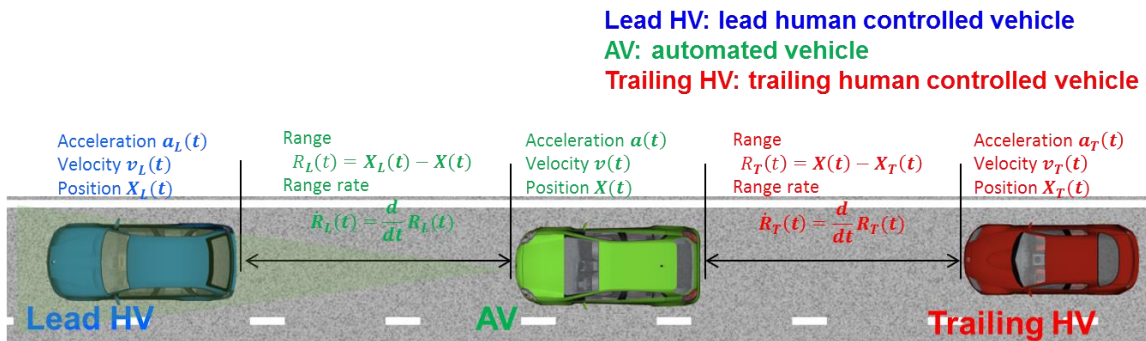 Lead HV: lead human controlled vehicle
AV: automated vehicle
Trailing HV: trailing human controlled vehicle
Acceleration a_L(t)
Velocity v_L(t)
Position X_L(t)
Range
R_L(t) = X_L(t) − X(t)
Range rate
Ṙ_L(t) = d/dt R_L(t)
Acceleration a(t)
Velocity v(t)
Position X(t)
Range
R_T(t) = X(t) − X_T(t)
Range rate
Ṙ_T(t) = d/dt R_T(t)
Acceleration a_T(t)
Velocity v_T(t)
Position X_T(t)
Lead HV
AV
Trailing HV